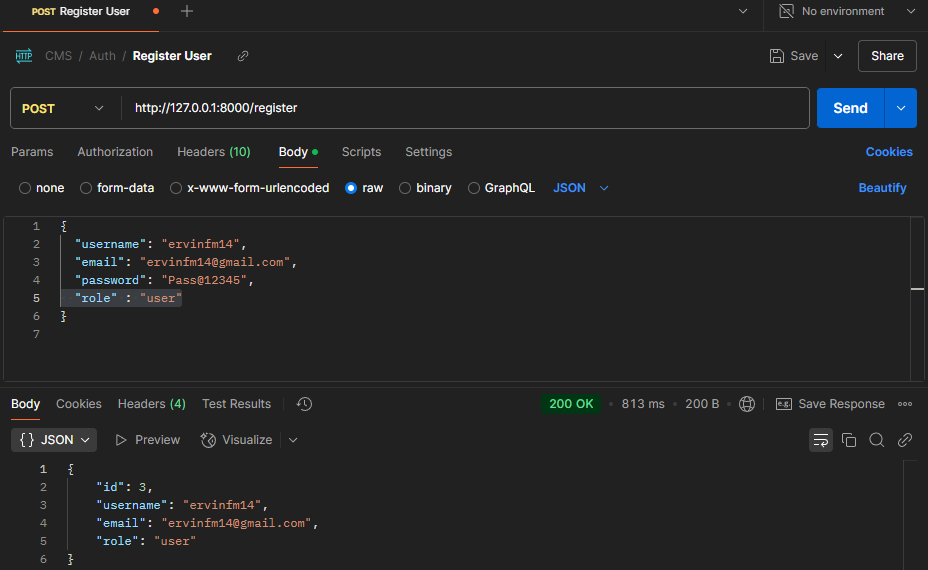 POST Register User
No environment
HTTP CMS / Auth / Register User
Save
Share
POST
http://127.0.0.1:8000/register
Send
Params Authorization Headers (10) Body Scripts Settings Cookies
none form-data x-www-form-urlencoded raw binary GraphQL JSON Beautify
1 {
2 "username": "ervinfm14",
3 "email": "ervinfm14@gmail.com",
4 "password": "Pass@12345",
5 "role" : "user"
6 }
7
Body Cookies Headers (4) Test Results 200 OK 813 ms 200 B e.g. Save Response
{} JSON Preview Visualize
1 {
2 "id": 3,
3 "username": "ervinfm14",
4 "email": "ervinfm14@gmail.com",
5 "role": "user"
6 }